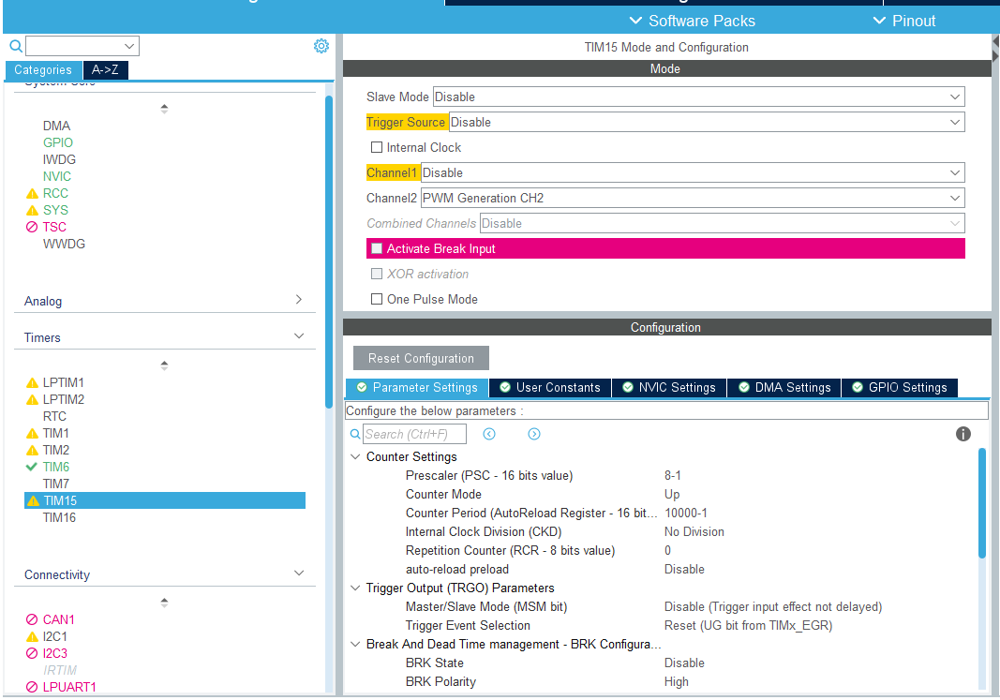 Software Packs
Pinout
Categories
A->Z
System Core
DMA
GPIO
IWDG
NVIC
RCC
SYS
TSC
WWDG
Analog
Timers
LPTIM1
LPTIM2
RTC
TIM1
TIM2
TIM6
TIM7
TIM15
TIM16
Connectivity
CAN1
I2C1
I2C3
IRTIM
LPUART1
TIM15 Mode and Configuration
Mode
Slave Mode Disable
Trigger Source Disable
Internal Clock
Channel1 Disable
Channel2 PWM Generation CH2
Combined Channels Disable
Activate Break Input
XOR activation
One Pulse Mode
Configuration
Reset Configuration
Parameter Settings
User Constants
NVIC Settings
DMA Settings
GPIO Settings
Configure the below parameters :
Search (Ctrl+F)
Counter Settings
Prescaler (PSC - 16 bits value) 8-1
Counter Mode Up
Counter Period (AutoReload Register - 16 bit... 10000-1
Internal Clock Division (CKD) No Division
Repetition Counter (RCR - 8 bits value) 0
auto-reload preload Disable
Trigger Output (TRGO) Parameters
Master/Slave Mode (MSM bit) Disable (Trigger input effect not delayed)
Trigger Event Selection Reset (UG bit from TIMx_EGR)
Break And Dead Time management - BRK Configura...
BRK State Disable
BRK Polarity High